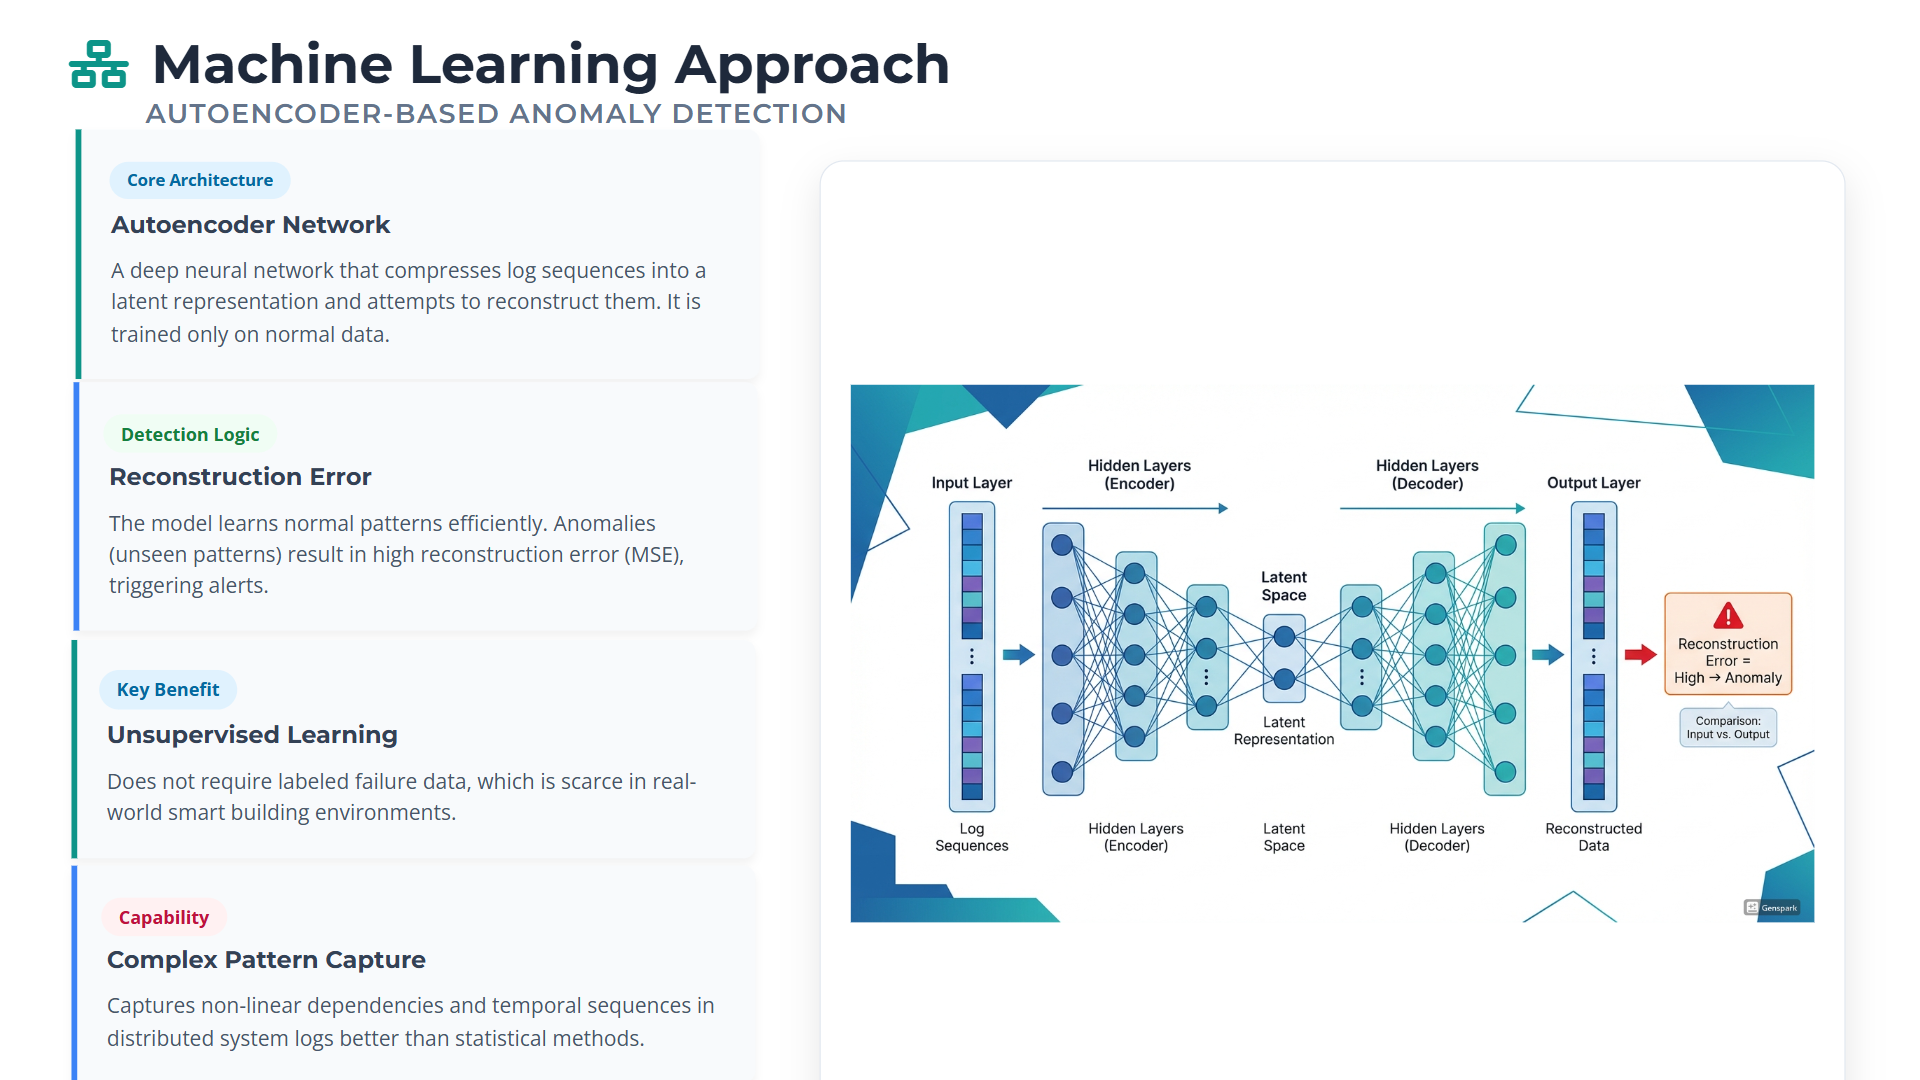 Machine Learning Approach
AUTOENCODER-BASED ANOMALY DETECTION
Core Architecture
Autoencoder Network
A deep neural network that compresses log sequences into a
latent representation and attempts to reconstruct them. It is
trained only on normal data.
Detection Logic
Reconstruction Error
The model learns normal patterns efficiently. Anomalies
(unseen patterns) result in high reconstruction error (MSE),
triggering alerts.
Key Benefit
Unsupervised Learning
Does not require labeled failure data, which is scarce in real-
world smart building environments.
Capability
Complex Pattern Capture
Captures non-linear dependencies and temporal sequences in
distributed system logs better than statistical methods.
Input Layer
Hidden Layers
(Encoder)
Hidden Layers
(Decoder)
Output Layer
Latent
Space
Latent
Representation
Reconstruction
Error =
High → Anomaly
Comparison:
Input vs. Output
Log
Sequences
Hidden Layers
(Encoder)
Latent
Space
Hidden Layers
(Decoder)
Reconstructed
Data
Genspark